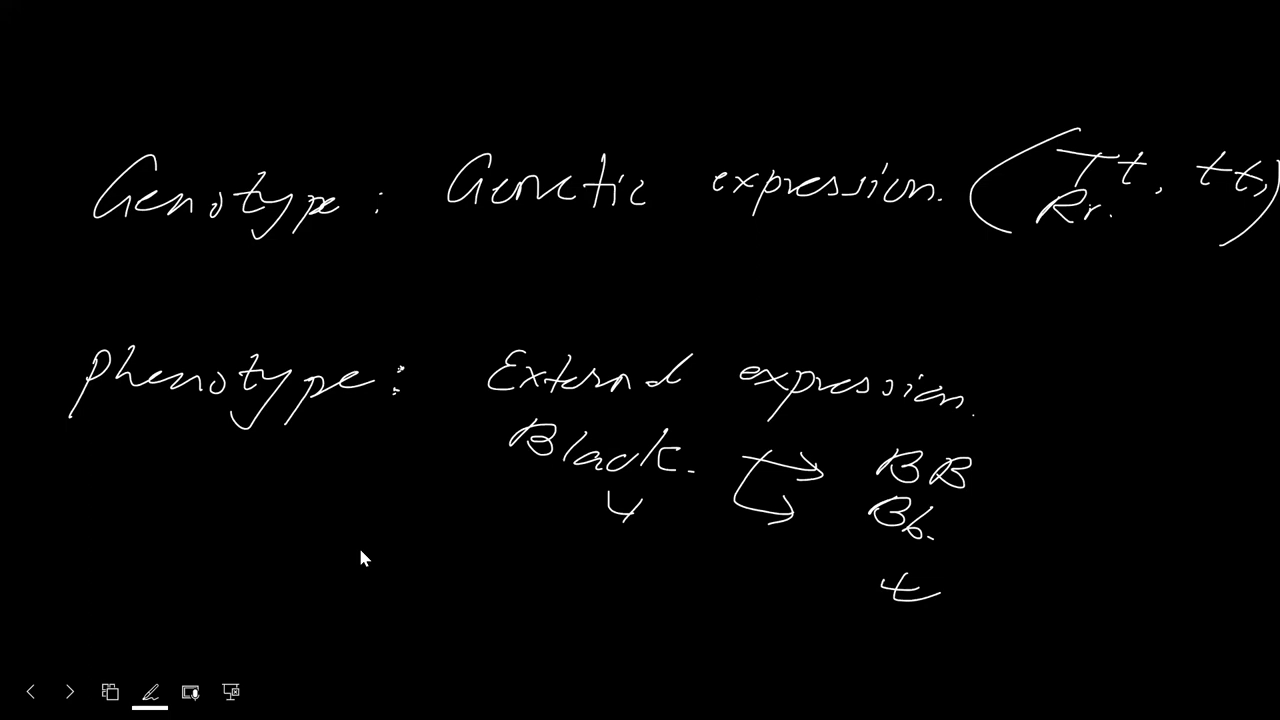 Genotype: Genetic expression. (Tt, tt,
Rr.)
Phenotype: External expression.
Black. → BB
→ Bb.